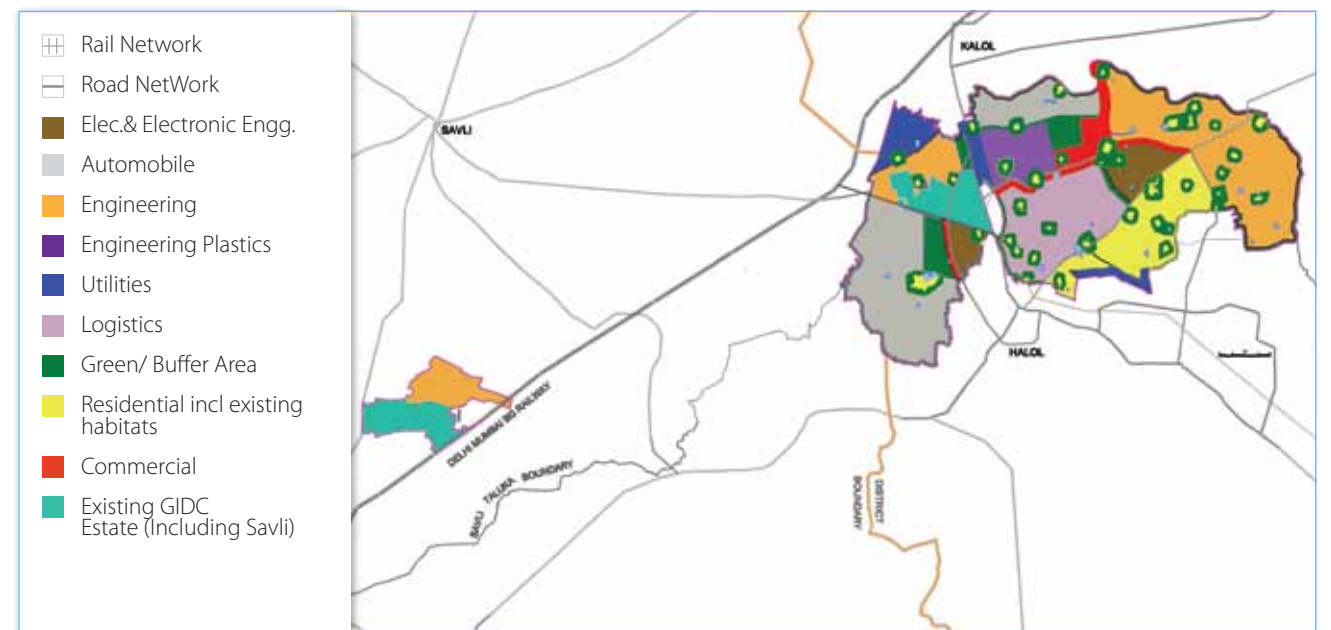 Rail Network
Road NetWork
Elec.& Electronic Engg.
Automobile
Engineering
Engineering Plastics
Utilities
Logistics
Green/ Buffer Area
Residential incl existing
habitats
Commercial
Existing GIDC
Estate (Including Savli)
KALOL
SAVLI
HALOL
DELHI MUMBAI BG RAILWAY
SAVLI TALUKA BOUNDARY
DISTRICT
BOUNDARY